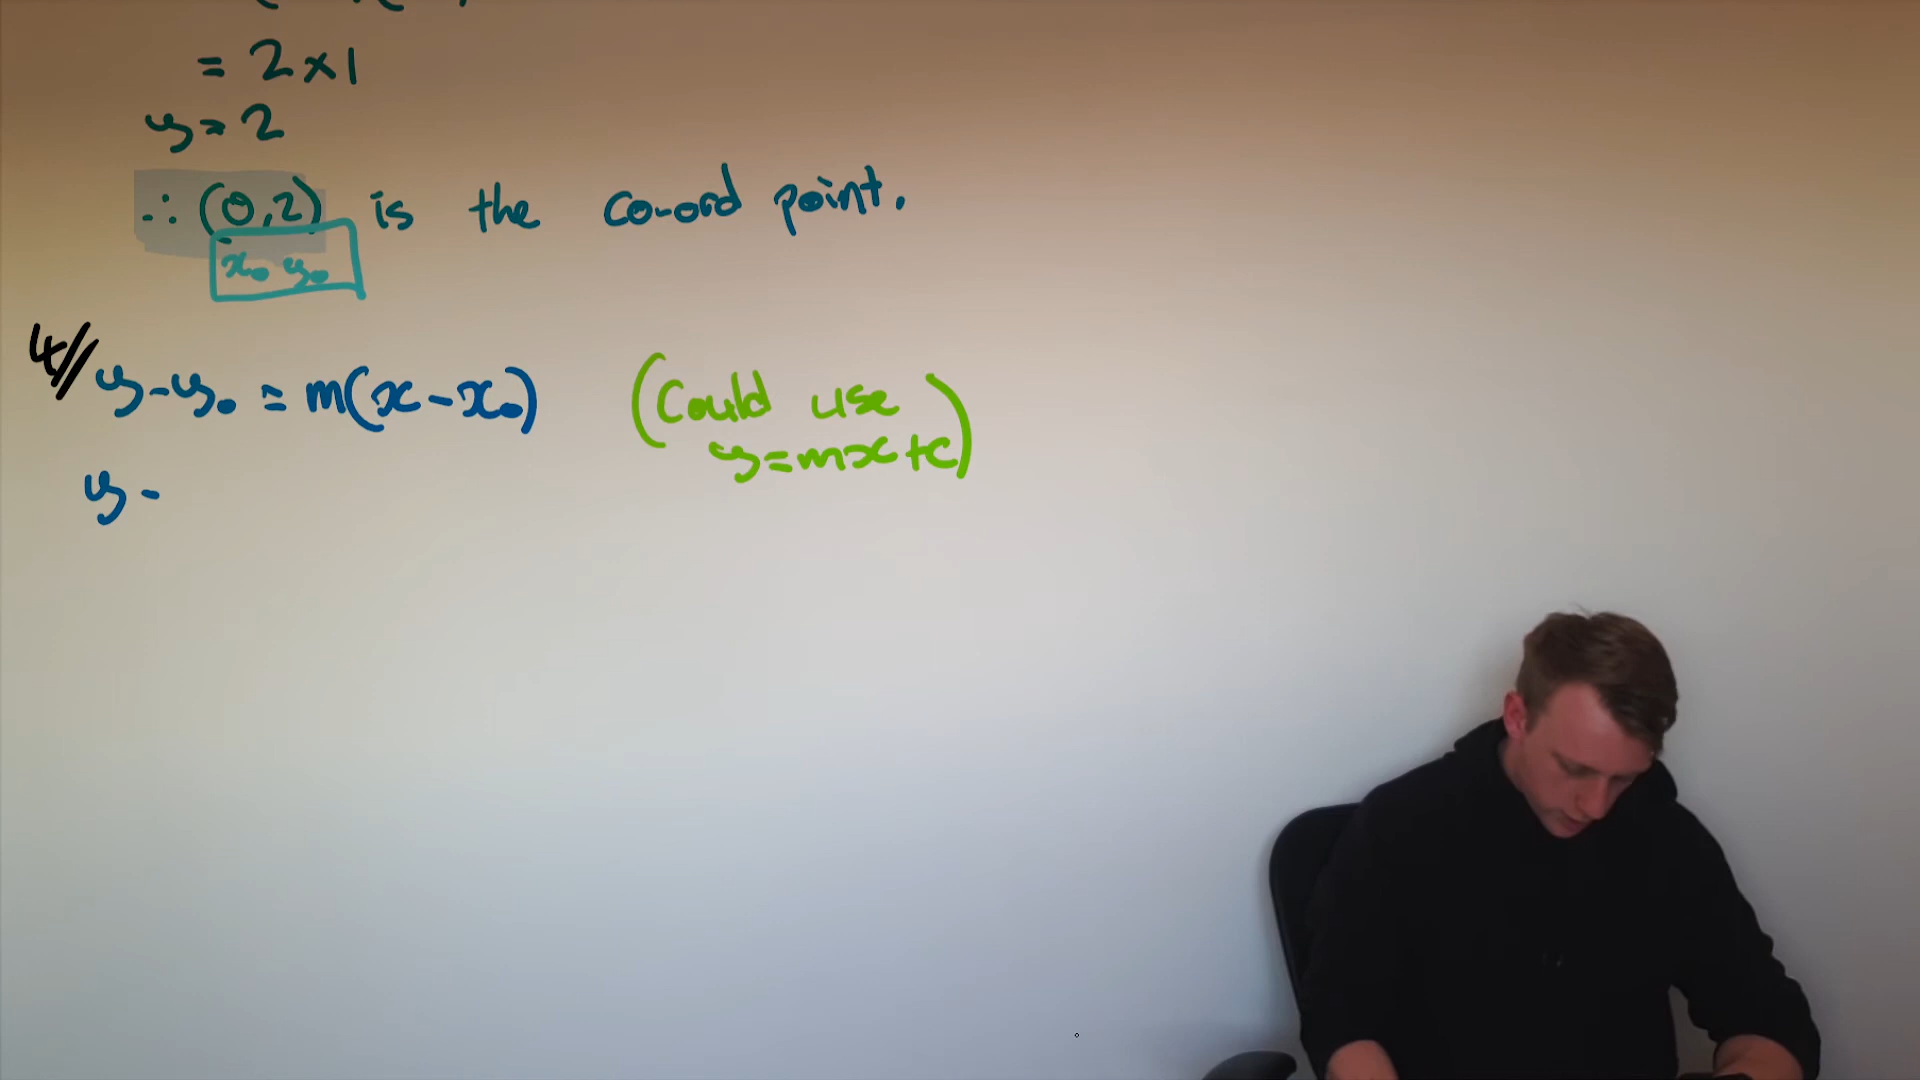 = 2 × 1
y = 2
∴ (0,2) is the co-ord point.
x₀ y₀
4// y - y₀ = m(x - x₀)
(Could use
y = mx + c)
y -